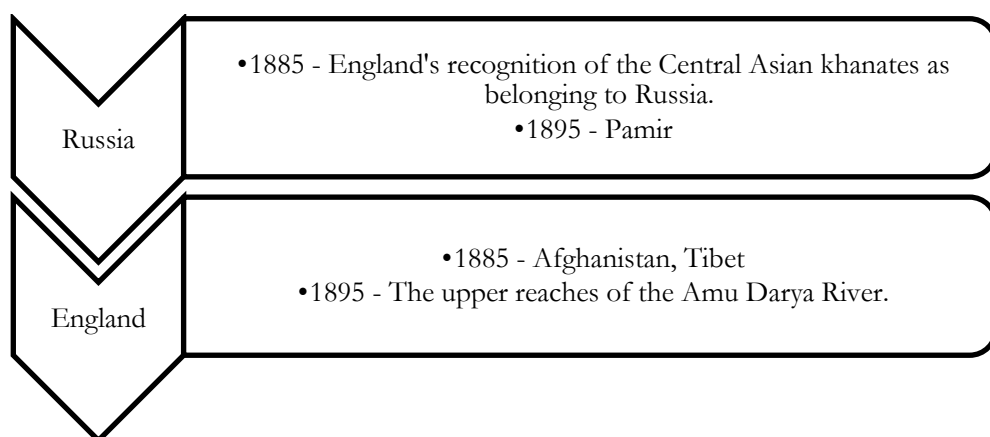 Russia
•1885 - England's recognition of the Central Asian khanates as
belonging to Russia.
•1895 - Pamir
England
•1885 - Afghanistan, Tibet
•1895 - The upper reaches of the Amu Darya River.